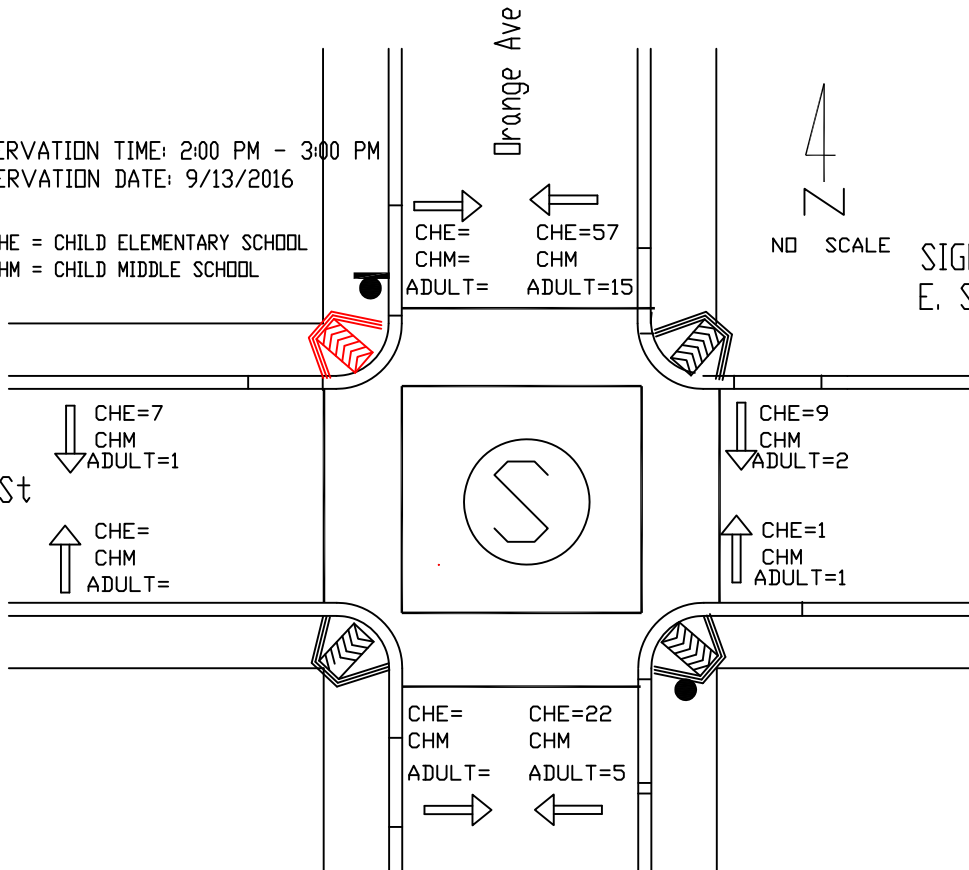 Orange Ave
ERVATION TIME: 2:00 PM - 3:00 PM
ERVATION DATE: 9/13/2016
HE = CHILD ELEMENTARY SCHOOL
HM = CHILD MIDDLE SCHOOL
CHE=
CHM=
ADULT=
CHE=57
CHM
ADULT=15
N
NO SCALE
SIG
E. S
CHE=7
CHM
ADULT=1
St
CHE=
CHM
ADULT=
S
CHE=9
CHM
ADULT=2
CHE=1
CHM
ADULT=1
CHE=
CHM
ADULT=
CHE=22
CHM
ADULT=5